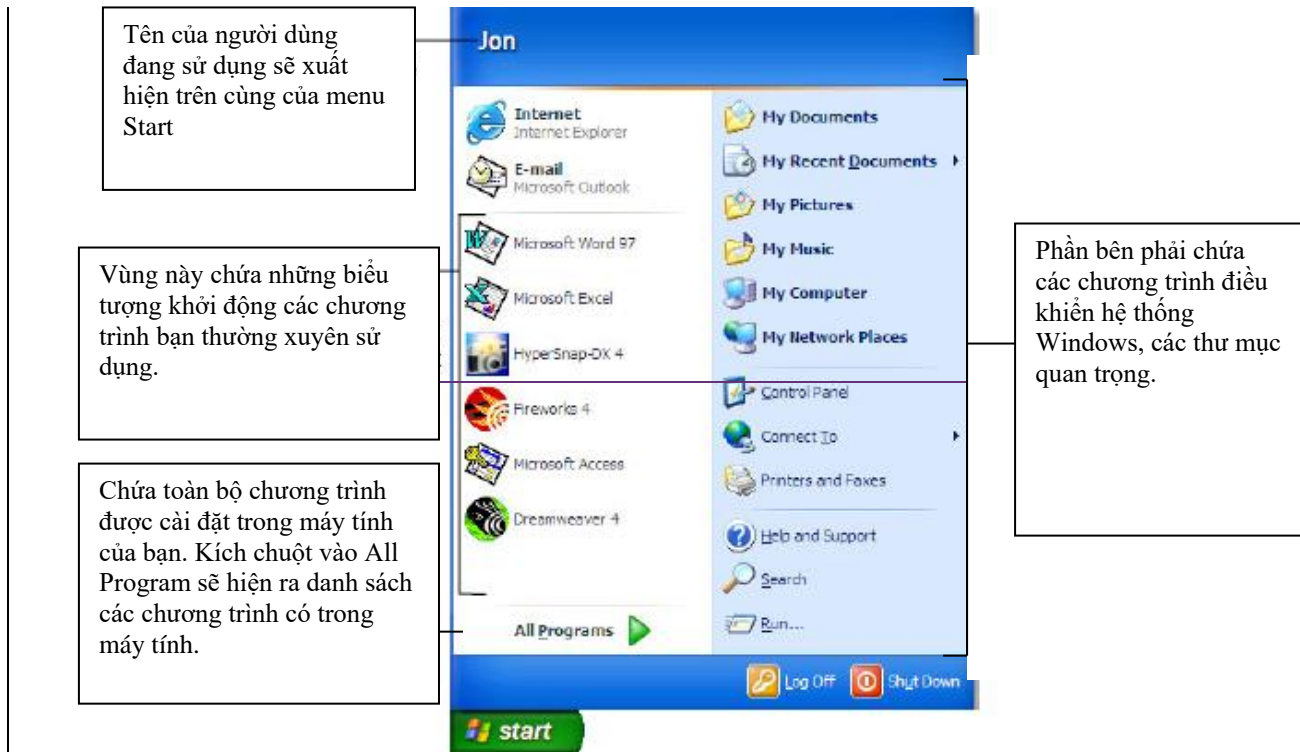 Tên của người dùng
đang sử dụng sẽ xuất
hiện trên cùng của menu
Start
Vùng này chứa những biểu
tượng khởi động các chương
trình bạn thường xuyên sử
dụng.
Chứa toàn bộ chương trình
được cài đặt trong máy tính
của bạn. Kích chuột vào All
Program sẽ hiện ra danh sách
các chương trình có trong
máy tính.
Jon
Internet
Internet Explorer
E-mail
Microsoft Outlook
Microsoft Word 97
Microsoft Excel
HyperSnap-DX 4
Fireworks 4
Microsoft Access
Dreamweaver 4
All Programs
My Documents
My Recent Documents
My Pictures
My Music
My Computer
My Network Places
Control Panel
Connect To
Printers and Faxes
Help and Support
Search
Run...
Log Off
Shut Down
start
Phần bên phải chứa
các chương trình điều
khiển hệ thống
Windows, các thư mục
quan trọng.